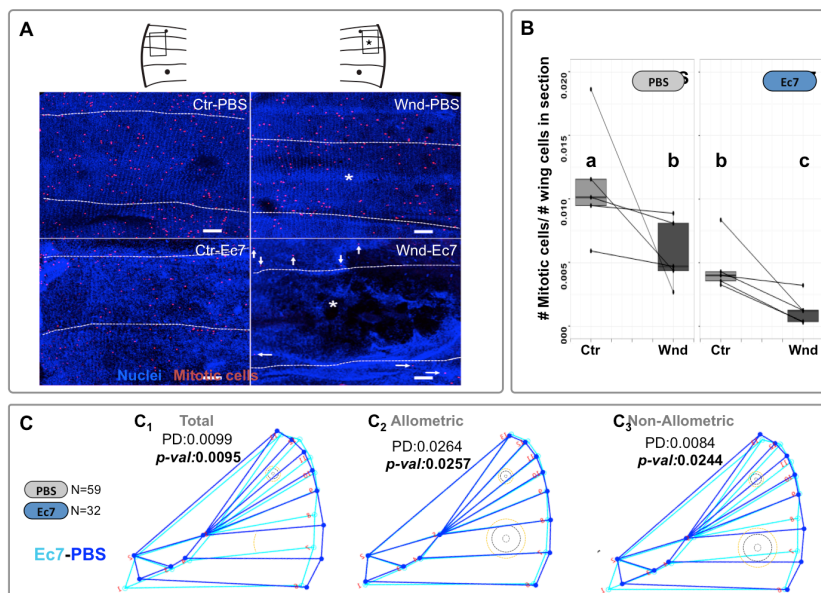 A
Ctr-PBS
Wnd-PBS
*
Ctr-Ec7
Wnd-Ec7
*
Nuclei Mitotic cells
B
# Mitotic cells/ # wing cells in section
0.020
0.015
0.010
0.005
0.000
PBS
Ec7
a
b
b
c
Ctr
Wnd
Ctr
Wnd
C
C1 Total
PD:0.0099
p-val:0.0095
C2 Allometric
PD:0.0264
p-val:0.0257
C3 Non-Allometric
PD:0.0084
p-val:0.0244
PBS N=59
Ec7 N=32
Ec7-PBS